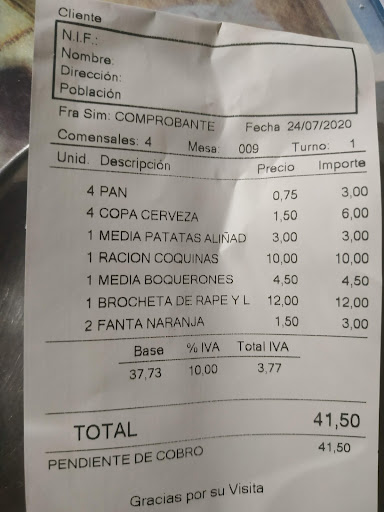 Cliente
N.I.F.:
Nombre:
Dirección:
Población
Fra Sim: COMPROBANTE Fecha 24/07/2020
Comensales: 4 Mesa: 009 Turno: 1
Unid. Descripción Precio Importe
4 PAN 0,75 3,00
4 COPA CERVEZA 1,50 6,00
1 MEDIA PATATAS ALIÑAD 3,00 3,00
1 RACION COQUINAS 10,00 10,00
1 MEDIA BOQUERONES 4,50 4,50
1 BROCHETA DE RAPE Y L 12,00 12,00
2 FANTA NARANJA 1,50 3,00
Base % IVA Total IVA
37,73 10,00 3,77
TOTAL 41,50
PENDIENTE DE COBRO 41,50
Gracias por su Visita